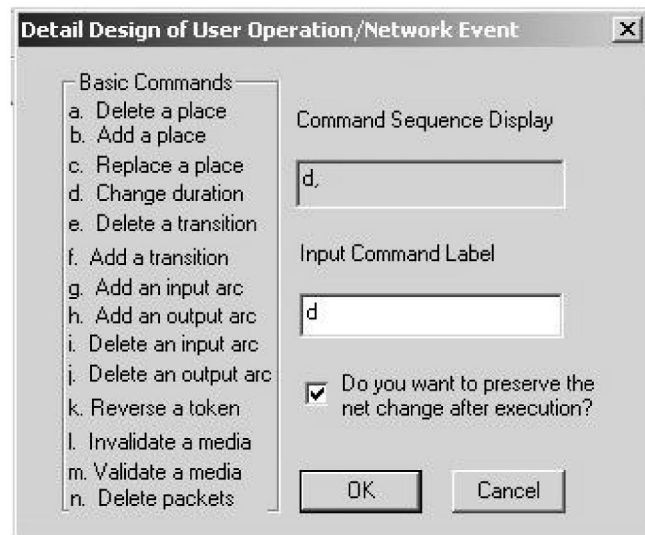 Detail Design of User Operation/Network Event
Basic Commands
a. Delete a place
b. Add a place
c. Replace a place
d. Change duration
e. Delete a transition
f. Add a transition
g. Add an input arc
h. Add an output arc
i. Delete an input arc
j. Delete an output arc
k. Reverse a token
l. Invalidate a media
m. Validate a media
n. Delete packets
Command Sequence Display
d,
Input Command Label
d
Do you want to preserve the
net change after execution?
OK
Cancel